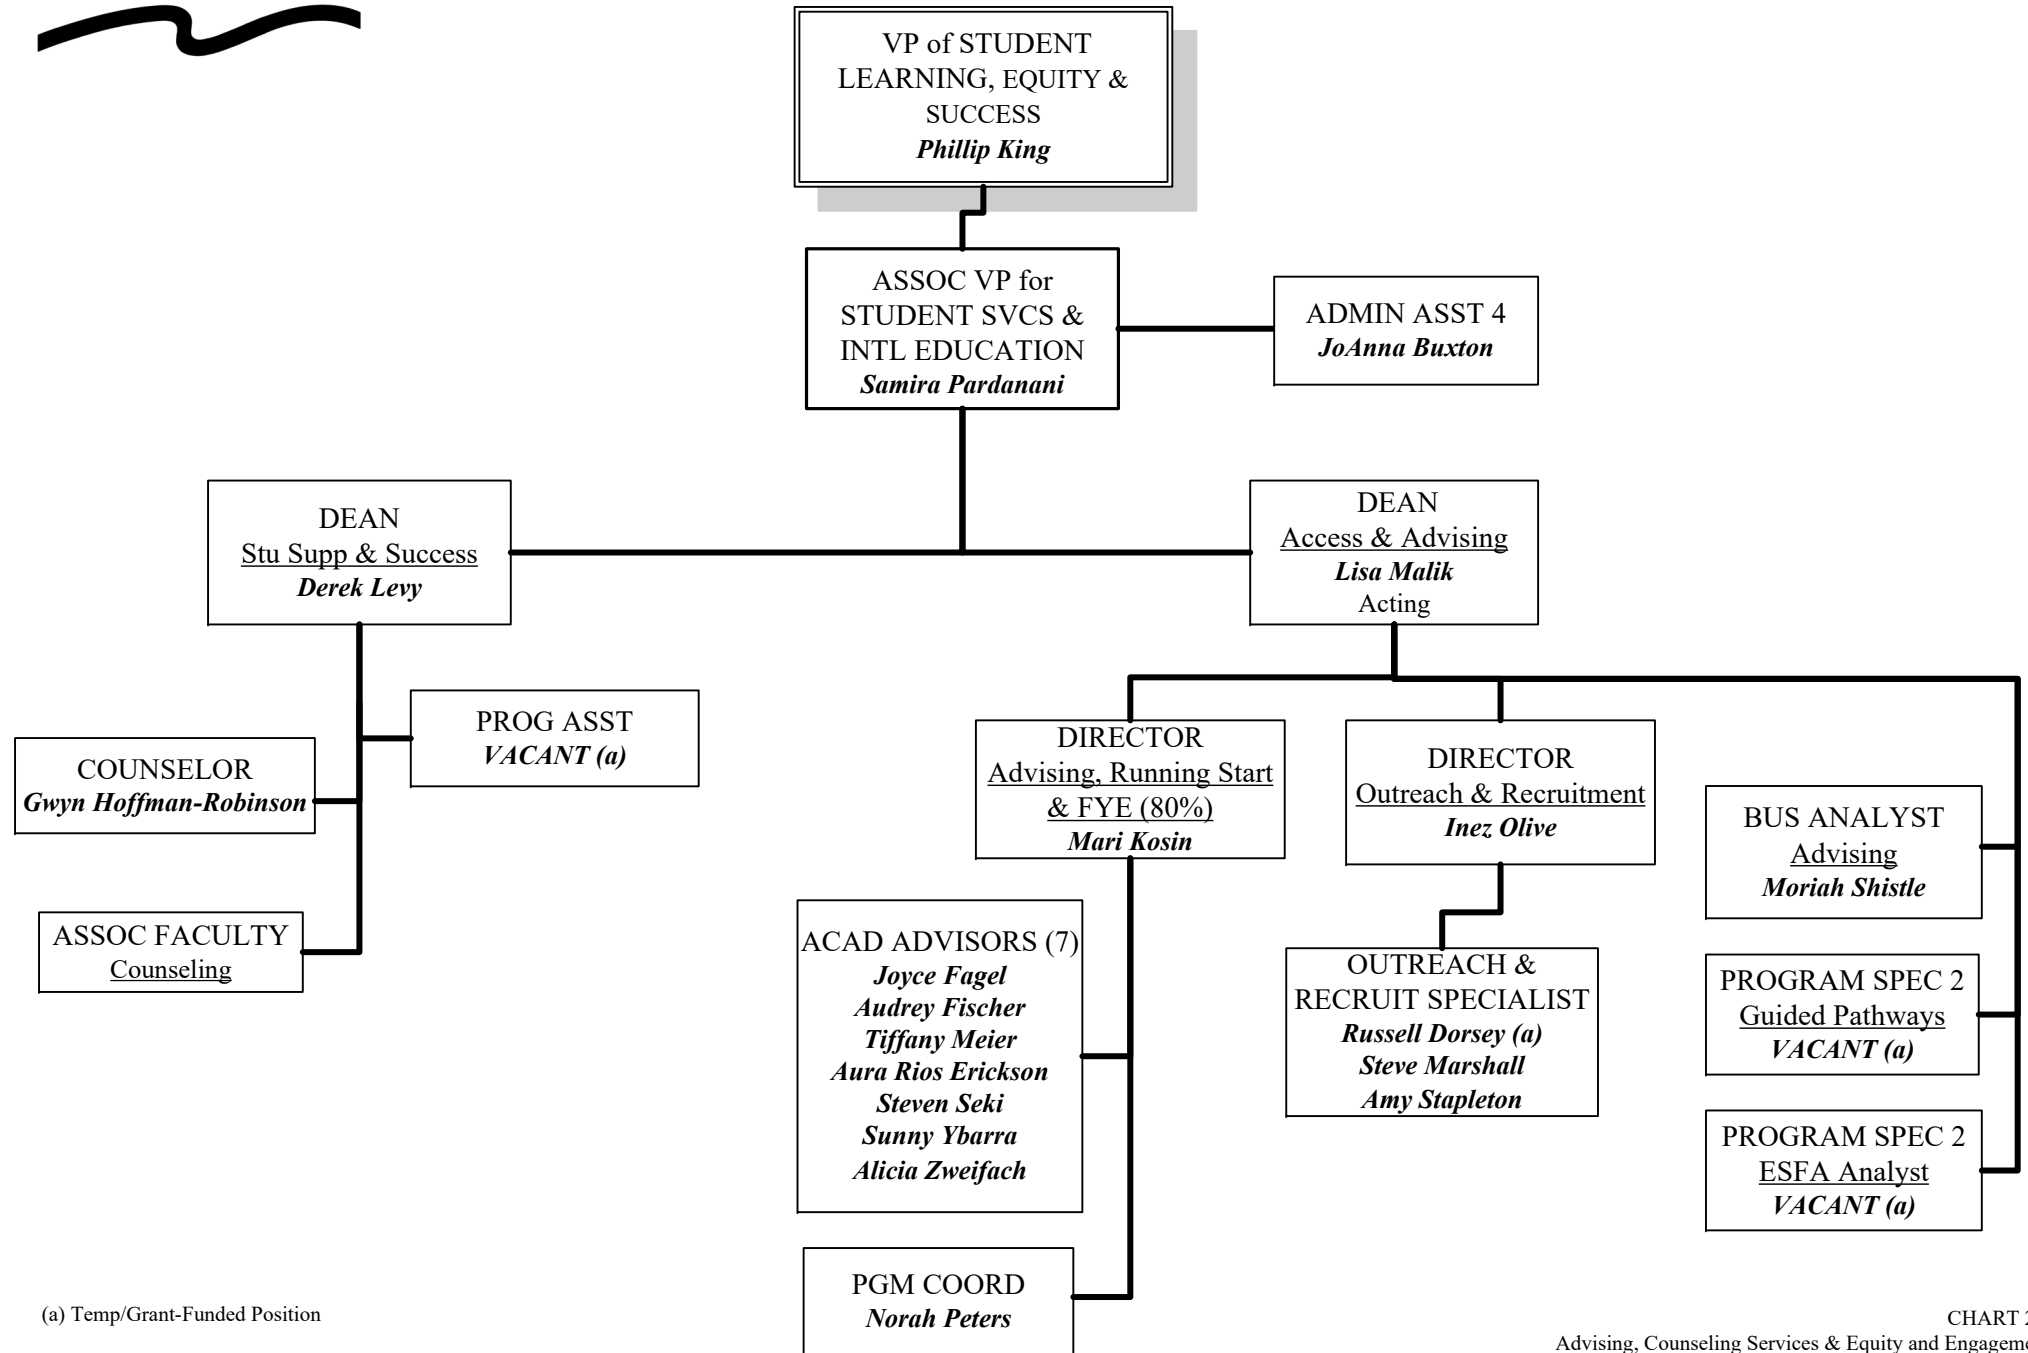 VP of STUDENT
LEARNING, EQUITY &
SUCCESS
Phillip King
ASSOC VP for
STUDENT SVCS &
INTL EDUCATION
Samira Pardanani
ADMIN ASST 4
JoAnna Buxton
DEAN
Stu Supp & Success
Derek Levy
DEAN
Access & Advising
Lisa Malik
Acting
PROG ASST
VACANT (a)
COUNSELOR
Gwyn Hoffman-Robinson
ASSOC FACULTY
Counseling
DIRECTOR
Advising, Running Start
& FYE (80%)
Mari Kosin
DIRECTOR
Outreach & Recruitment
Inez Olive
BUS ANALYST
Advising
Moriah Shistle
ACAD ADVISORS (7)
Joyce Fagel
Audrey Fischer
Tiffany Meier
Aura Rios Erickson
Steven Seki
Sunny Ybarra
Alicia Zweifach
OUTREACH &
RECRUIT SPECIALIST
Russell Dorsey (a)
Steve Marshall
Amy Stapleton
PROGRAM SPEC 2
Guided Pathways
VACANT (a)
PROGRAM SPEC 2
ESFA Analyst
VACANT (a)
PGM COORD
Norah Peters
(a) Temp/Grant-Funded Position
CHART 2
Advising, Counseling Services & Equity and Engageme